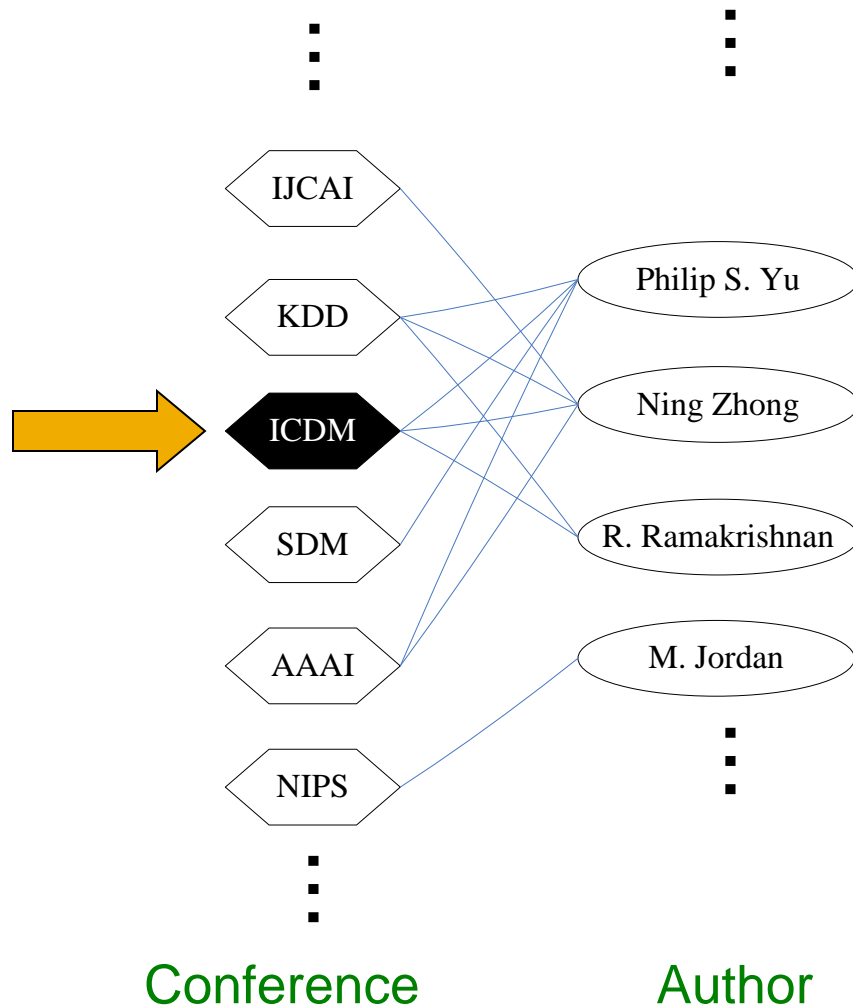 IJCAI
KDD
ICDM
SDM
AAAI
NIPS
Conference
Philip S. Yu
Ning Zhong
R. Ramakrishnan
M. Jordan
Author